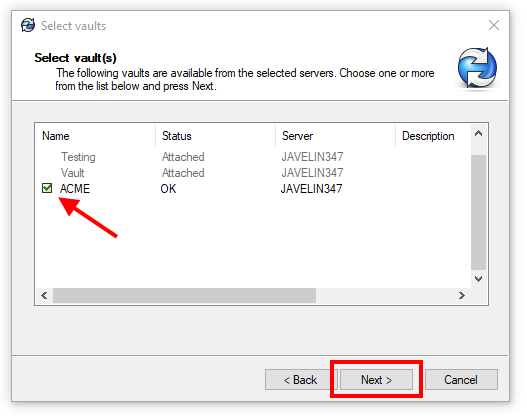 Select vaults
Select vault(s)
The following vaults are available from the selected servers. Choose one or more
from the list below and press Next.
Name Status Server Description
Testing Attached JAVELIN347
Vault Attached JAVELIN347
ACME OK JAVELIN347
< Back Next > Cancel